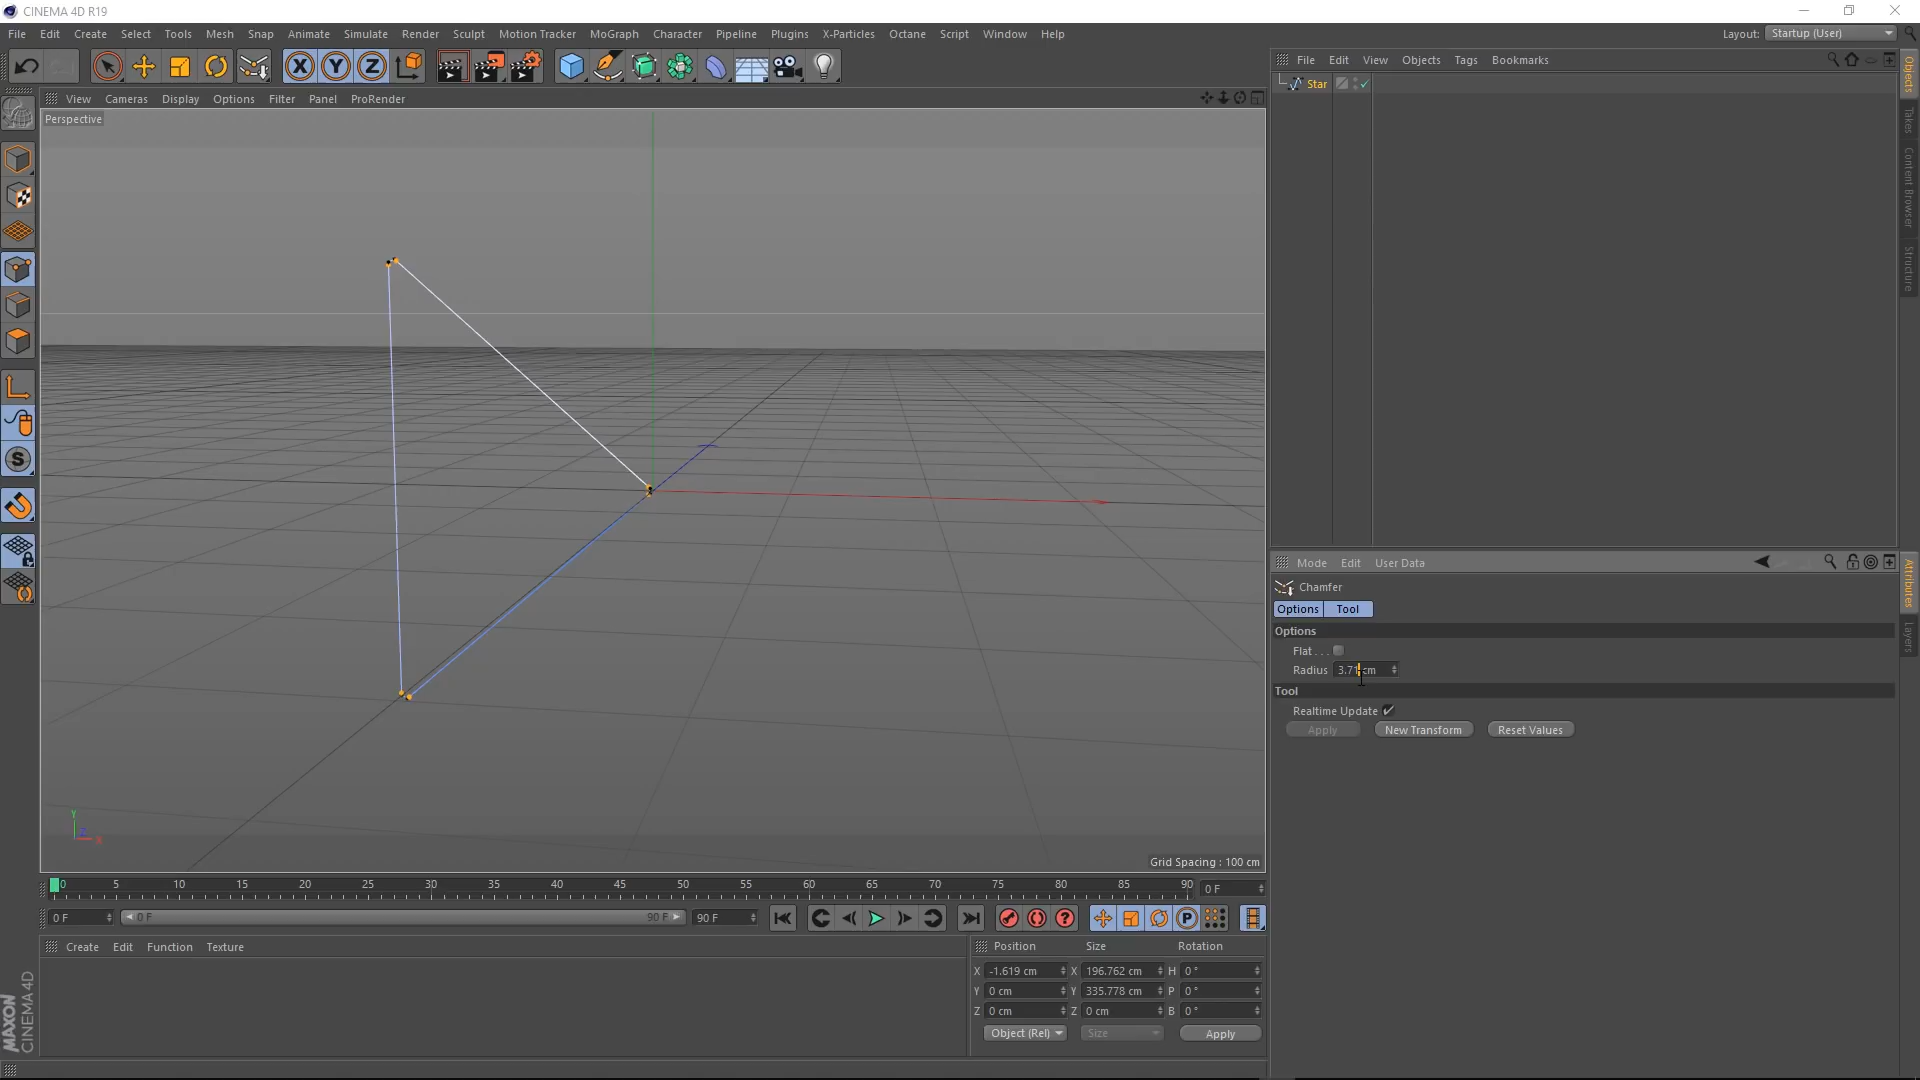 CINEMA 4D R19
File Edit Create Select Tools Mesh Snap Animate Simulate Render Sculpt Motion Tracker MoGraph Character Pipeline Plugins X-Particles Octane Script Window Help
Layout: Startup (User)
X Y Z
File Edit View Objects Tags Bookmarks
Star
View Cameras Display Options Filter Panel ProRender
Perspective
Objects
Takes
Content Browser
Structure
S
Mode Edit User Data
Chamfer
Options Tool
Options
Flat . . .
Radius 3.71 cm
Tool
Realtime Update
Apply New Transform Reset Values
Attributes
Layers
Y
Z
X
Grid Spacing : 100 cm
0 5 10 15 20 25 30 35 40 45 50 55 60 65 70 75 80 85 90 0 F
0 F 0 F 90 F 90 F
P
Create Edit Function Texture
Position Size Rotation
X -1.619 cm X 196.762 cm H 0 °
Y 0 cm Y 335.778 cm P 0 °
Z 0 cm Z 0 cm B 0 °
Object (Rel) Size Apply
MAXON
CINEMA 4D